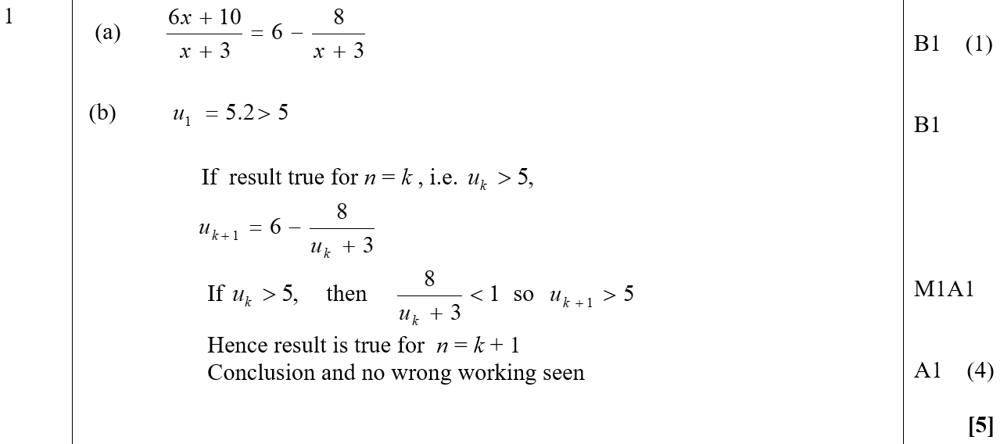 1 (a) \frac{6x + 10}{x + 3} = 6 - \frac{8}{x + 3} B1 (1)
(b) u_1 = 5.2 > 5 B1
If result true for n = k , i.e. u_k > 5,
u_{k+1} = 6 - \frac{8}{u_k + 3}
If u_k > 5, then \frac{8}{u_k + 3} < 1 so u_{k+1} > 5 M1A1
Hence result is true for n = k + 1
Conclusion and no wrong working seen A1 (4)
[5]